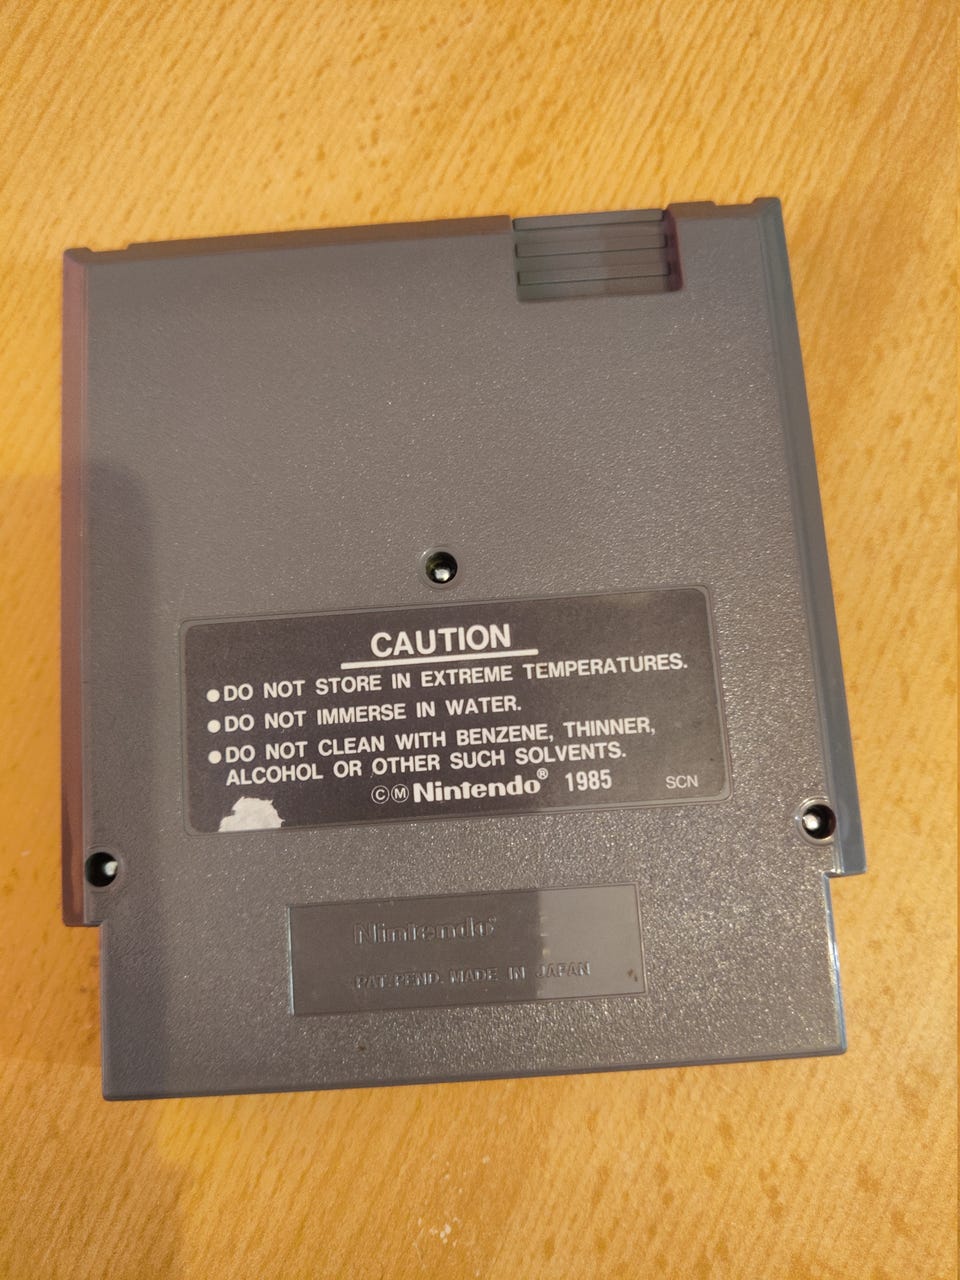 CAUTION
●DO NOT STORE IN EXTREME TEMPERATURES.
●DO NOT IMMERSE IN WATER.
●DO NOT CLEAN WITH BENZENE, THINNER,
ALCOHOL OR OTHER SUCH SOLVENTS.
ⒸⓂNintendo® 1985 SCN
Nintendo®
PAT.PEND. MADE IN JAPAN